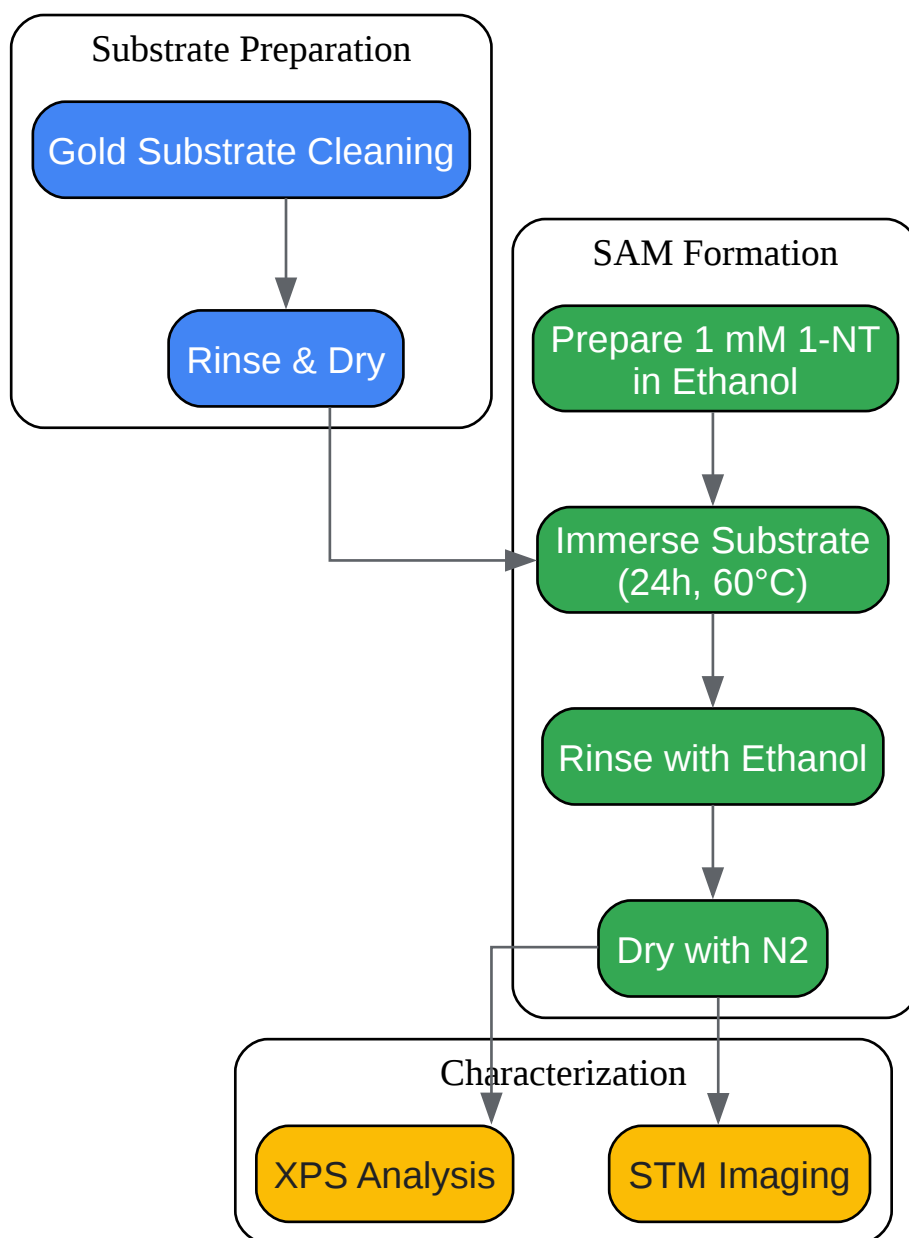 Substrate Preparation
Gold Substrate Cleaning
Rinse & Dry
SAM Formation
Prepare 1 mM 1-NT
in Ethanol
Immerse Substrate
(24h, 60°C)
Rinse with Ethanol
Dry with N2
Characterization
XPS Analysis
STM Imaging